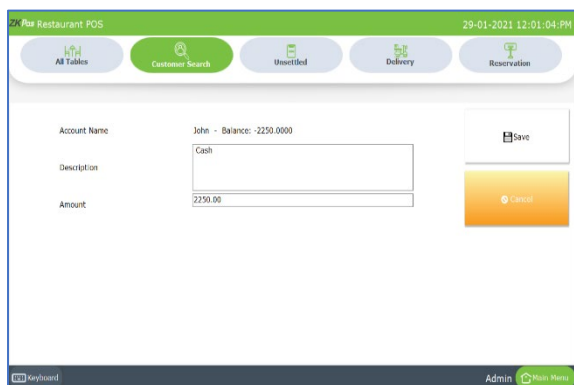 ZKPos Restaurant POS 29-01-2021 12:01:04:PM
All Tables Customer Search Unsettled Delivery Reservation
Account Name John - Balance: -2250.0000
Save
Cash
Description
Amount 2250.00
Cancel
Keyboard Admin Main Menu